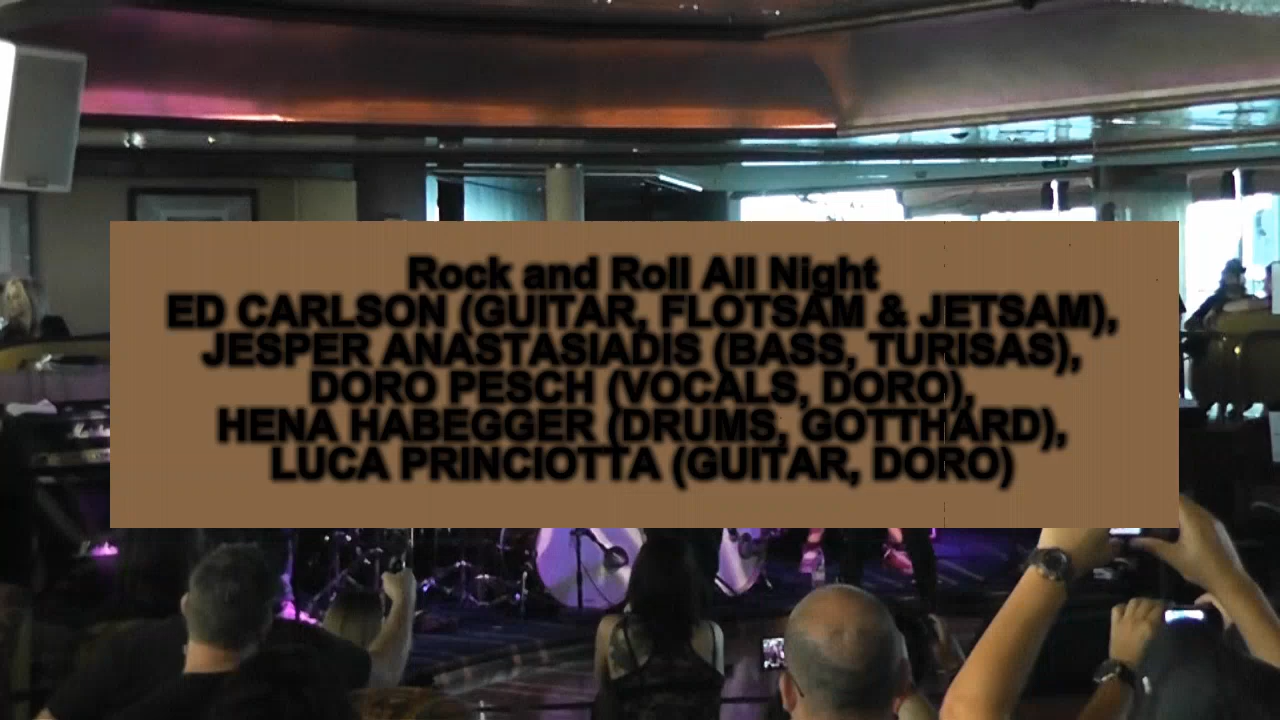 Rock and Roll All Night
ED CARLSON (GUITAR, FLOTSAM & JETSAM),
JESPER ANASTASIADIS (BASS, TURISAS),
DORO PESCH (VOCALS, DORO),
HENA HABEGGER (DRUMS, GOTTHARD),
LUCA PRINCIOTTA (GUITAR, DORO)